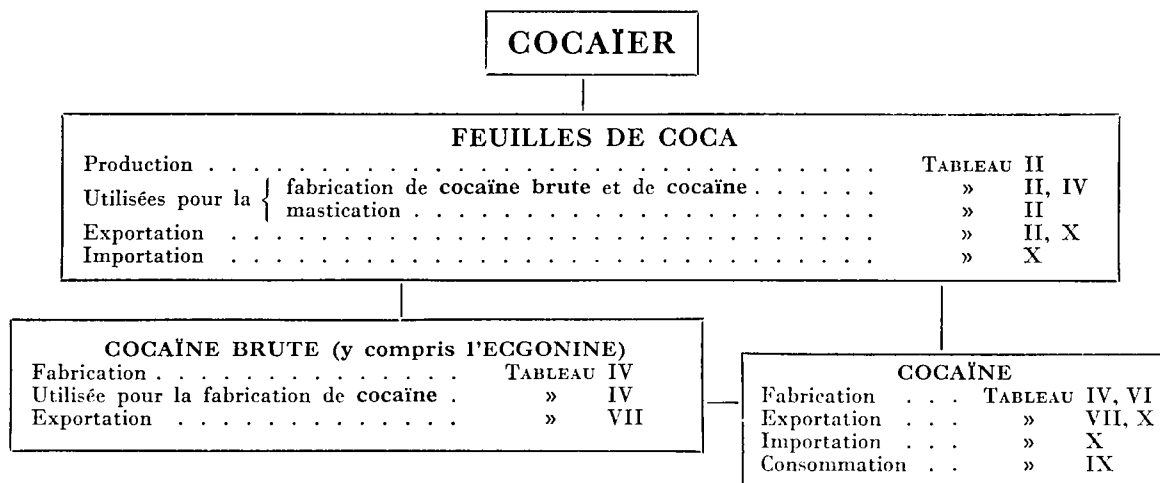 COCAÏER
FEUILLES DE COCA
Production . . . . . . . . . . . . . . . . . . . . . . . . . . . . TABLEAU II
Utilisées pour la { fabrication de cocaïne brute et de cocaïne . . . . . . » II, IV
mastication . . . . . . . . . . . . . . . . . . . . » II
Exportation . . . . . . . . . . . . . . . . . . . . . . . . . . . » II, X
Importation . . . . . . . . . . . . . . . . . . . . . . . . . . . » X
COCAÏNE BRUTE (y compris l'ECGONINE)
Fabrication . . . . . . . . . . . . . . TABLEAU IV
Utilisée pour la fabrication de cocaïne . » IV
Exportation . . . . . . . . . . . . . » VII
COCAÏNE
Fabrication . . . TABLEAU IV, VI
Exportation . . . » VII, X
Importation . . . » X
Consommation . . » IX